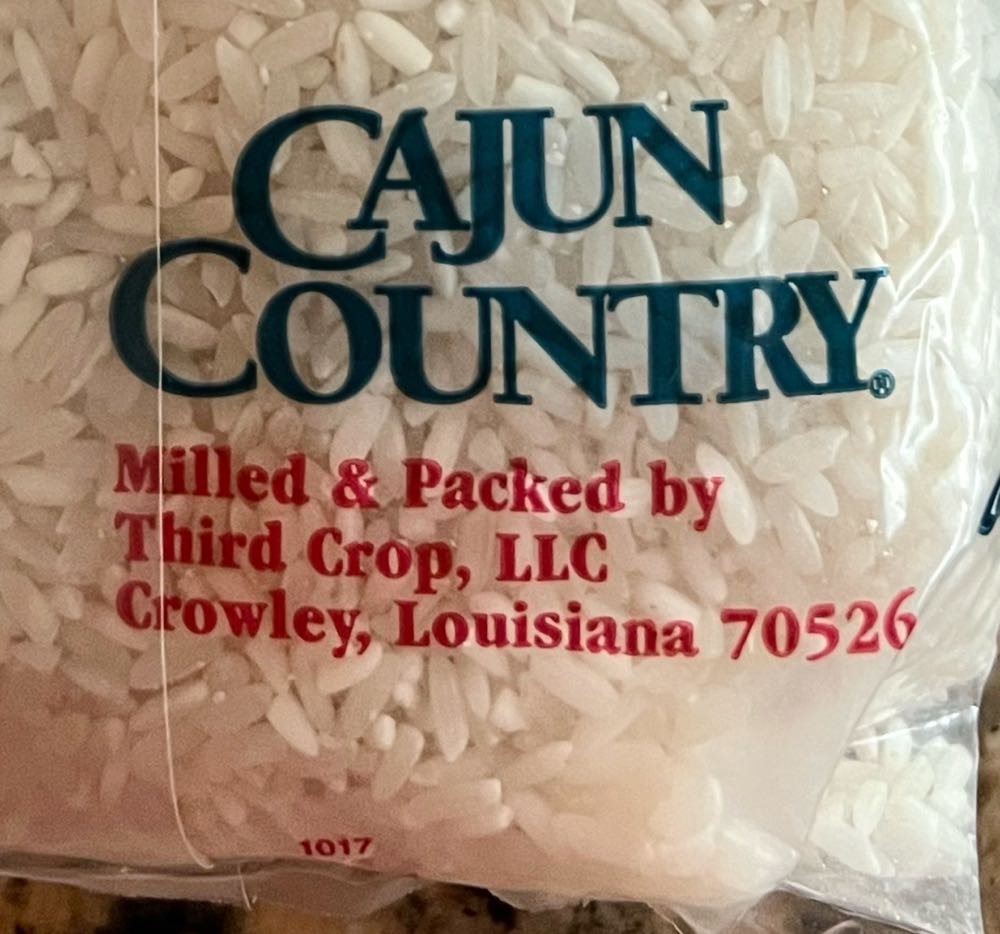 CAJUN
COUNTRY®
Milled & Packed by
Third Crop, LLC
Crowley, Louisiana 70526
1017